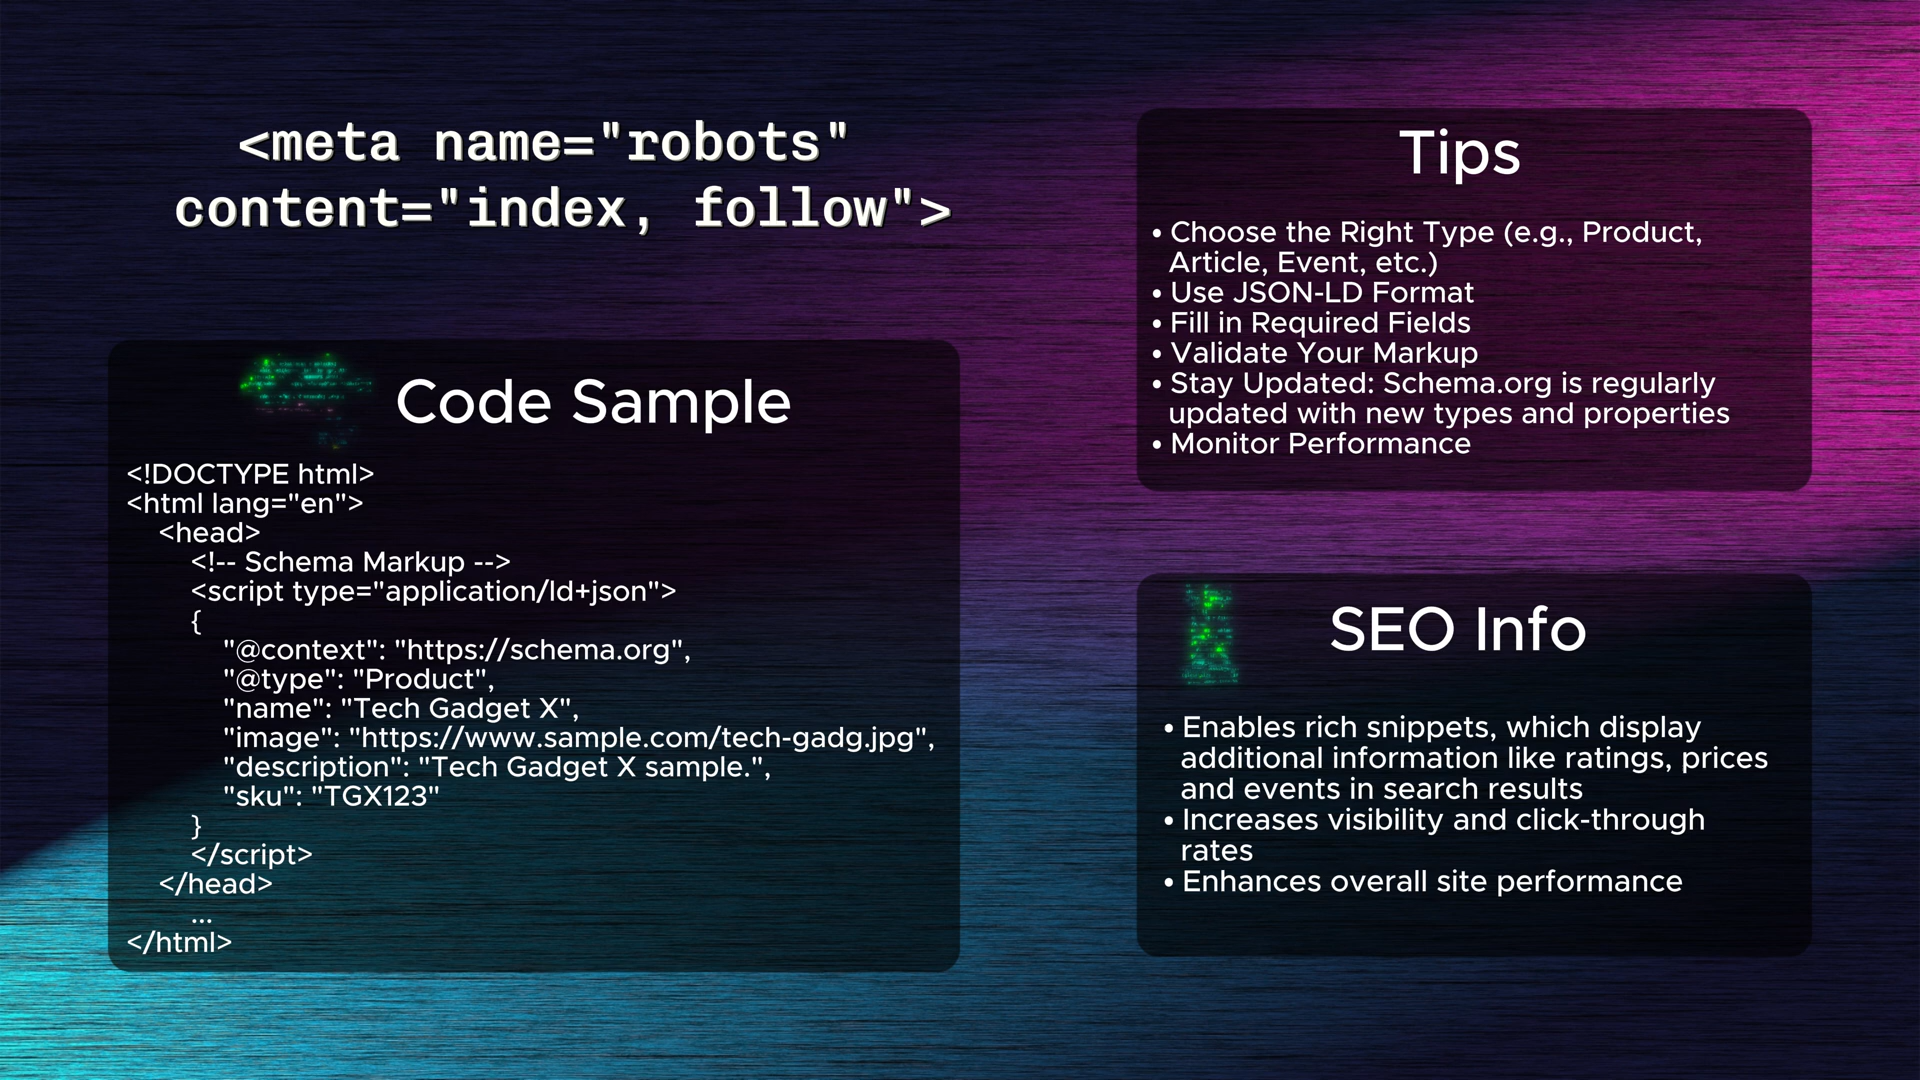 <meta name="robots"
content="index, follow">
Code Sample
<!DOCTYPE html>
<html lang="en">
<head>
<!-- Schema Markup -->
<script type="application/ld+json">
{
"@context": "https://schema.org",
"@type": "Product",
"name": "Tech Gadget X",
"image": "https://www.sample.com/tech-gadg.jpg",
"description": "Tech Gadget X sample.",
"sku": "TGX123"
}
</script>
</head>
...
</html>
Tips
• Choose the Right Type (e.g., Product,
Article, Event, etc.)
• Use JSON-LD Format
• Fill in Required Fields
• Validate Your Markup
• Stay Updated: Schema.org is regularly
updated with new types and properties
• Monitor Performance
SEO Info
• Enables rich snippets, which display
additional information like ratings, prices
and events in search results
• Increases visibility and click-through
rates
• Enhances overall site performance